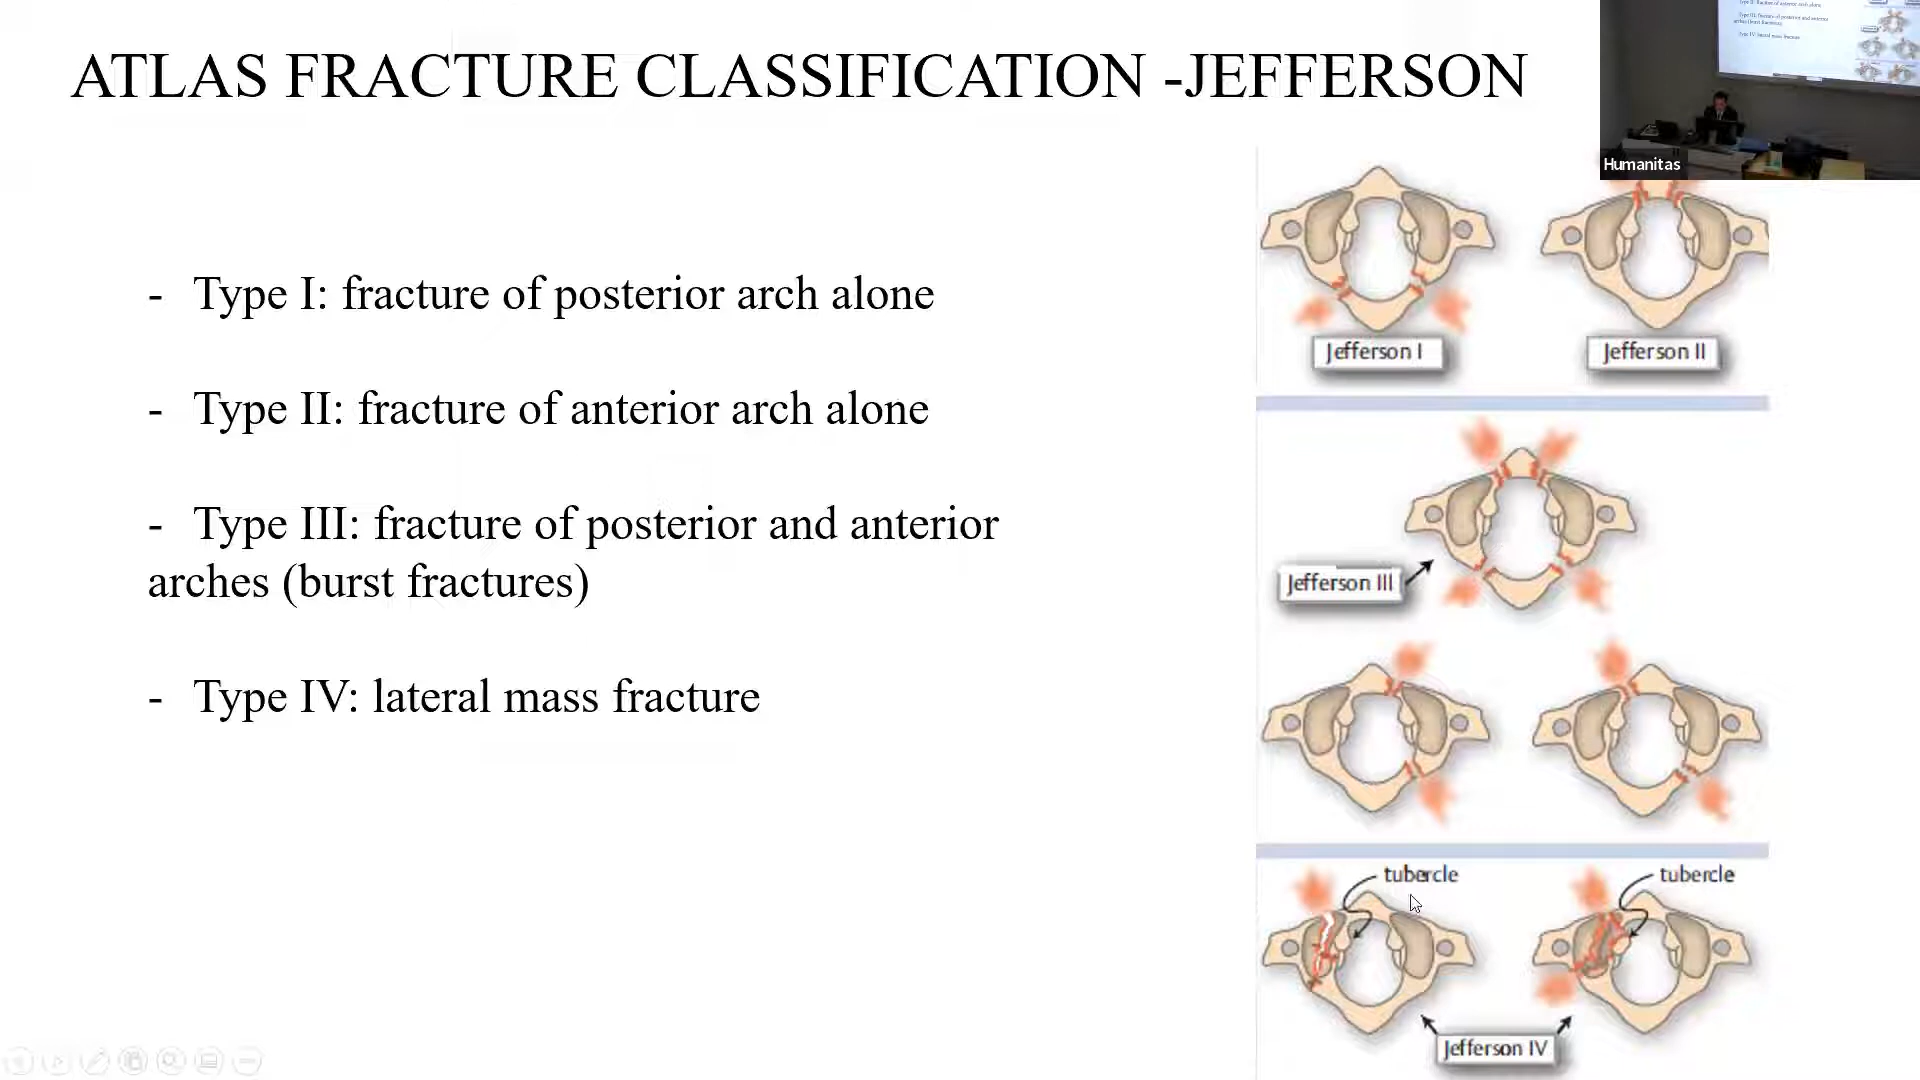 ATLAS FRACTURE CLASSIFICATION -JEFFERSON
Humanitas
- Type I: fracture of posterior arch alone
- Type II: fracture of anterior arch alone
- Type III: fracture of posterior and anterior
arches (burst fractures)
- Type IV: lateral mass fracture
Jefferson I
Jefferson II
Jefferson III
tubercle
tubercle
Jefferson IV